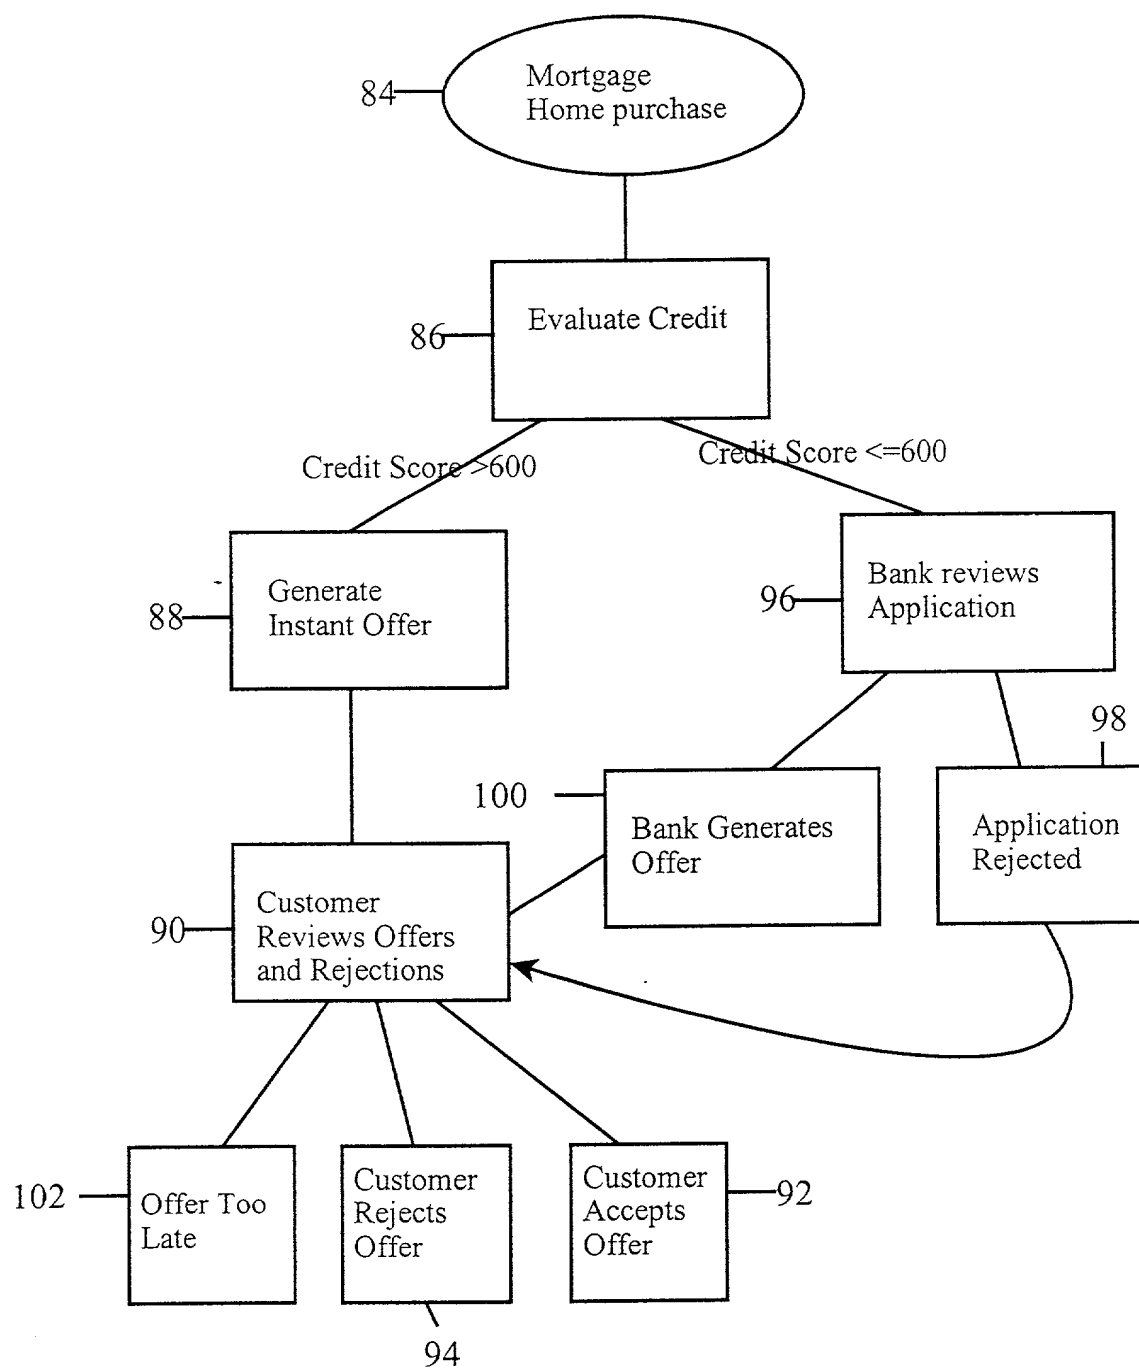 84
Mortgage
Home purchase
86
Evaluate Credit
Credit Score >600
Credit Score <=600
88
Generate
Instant Offer
96
Bank reviews
Application
98
100
Bank Generates
Offer
Application
Rejected
90
Customer
Reviews Offers
and Rejections
102
Offer Too
Late
Customer
Rejects
Offer
Customer
Accepts
Offer
92
94